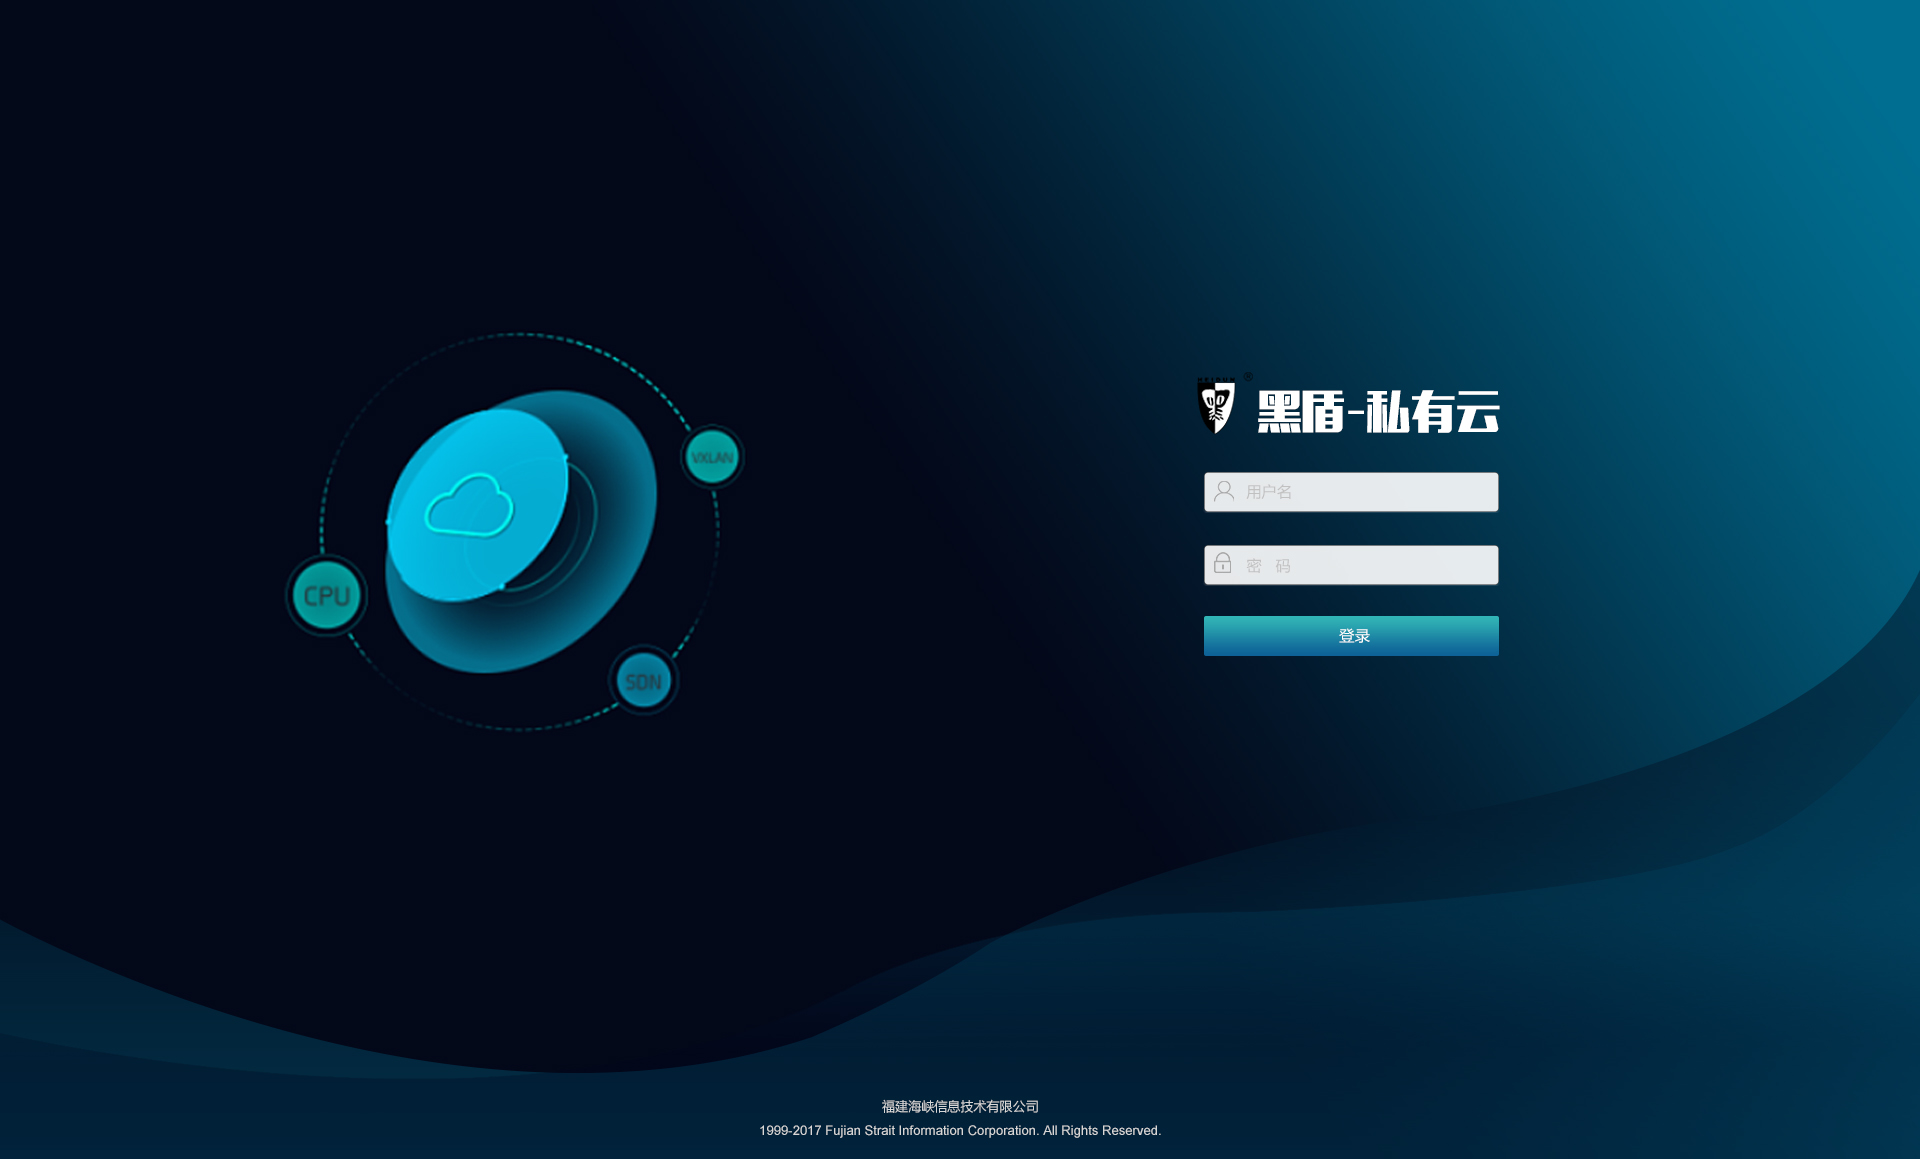 黑盾-私有云
®
用户名
VXLAN
密 码
CPU
登录
SDN
福建海峡信息技术有限公司
1999-2017 Fujian Strait Information Corporation. All Rights Reserved.